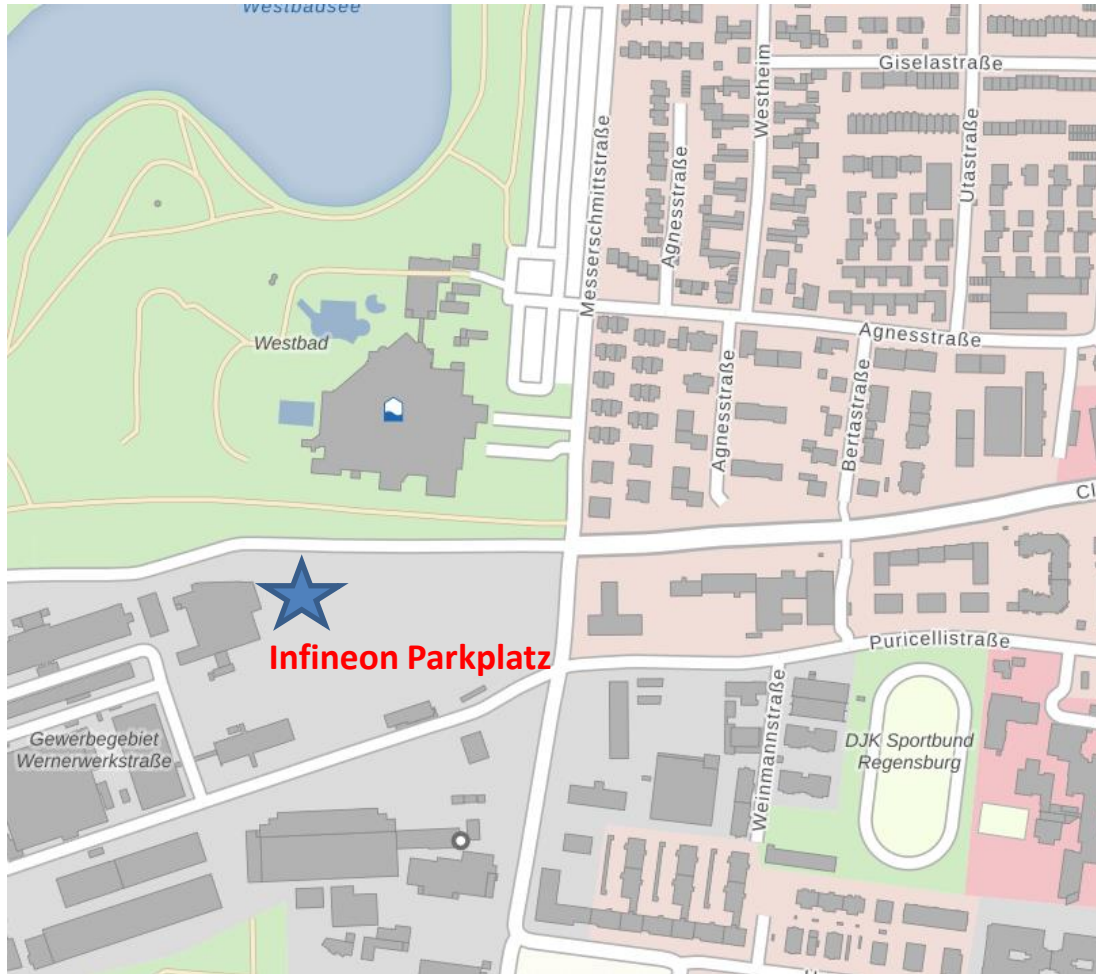 Westbadsee
Giselastraße
Westheim
Messerschmittstraße
Agnesstraße
Utastraße
Westbad
Agnesstraße
Agnesstraße
Bertastraße
Cl
Infineon Parkplatz
Puricellistraße
Weinmannstraße
Gewerbegebiet
Wernerwerkstraße
DJK Sportbund
Regensburg